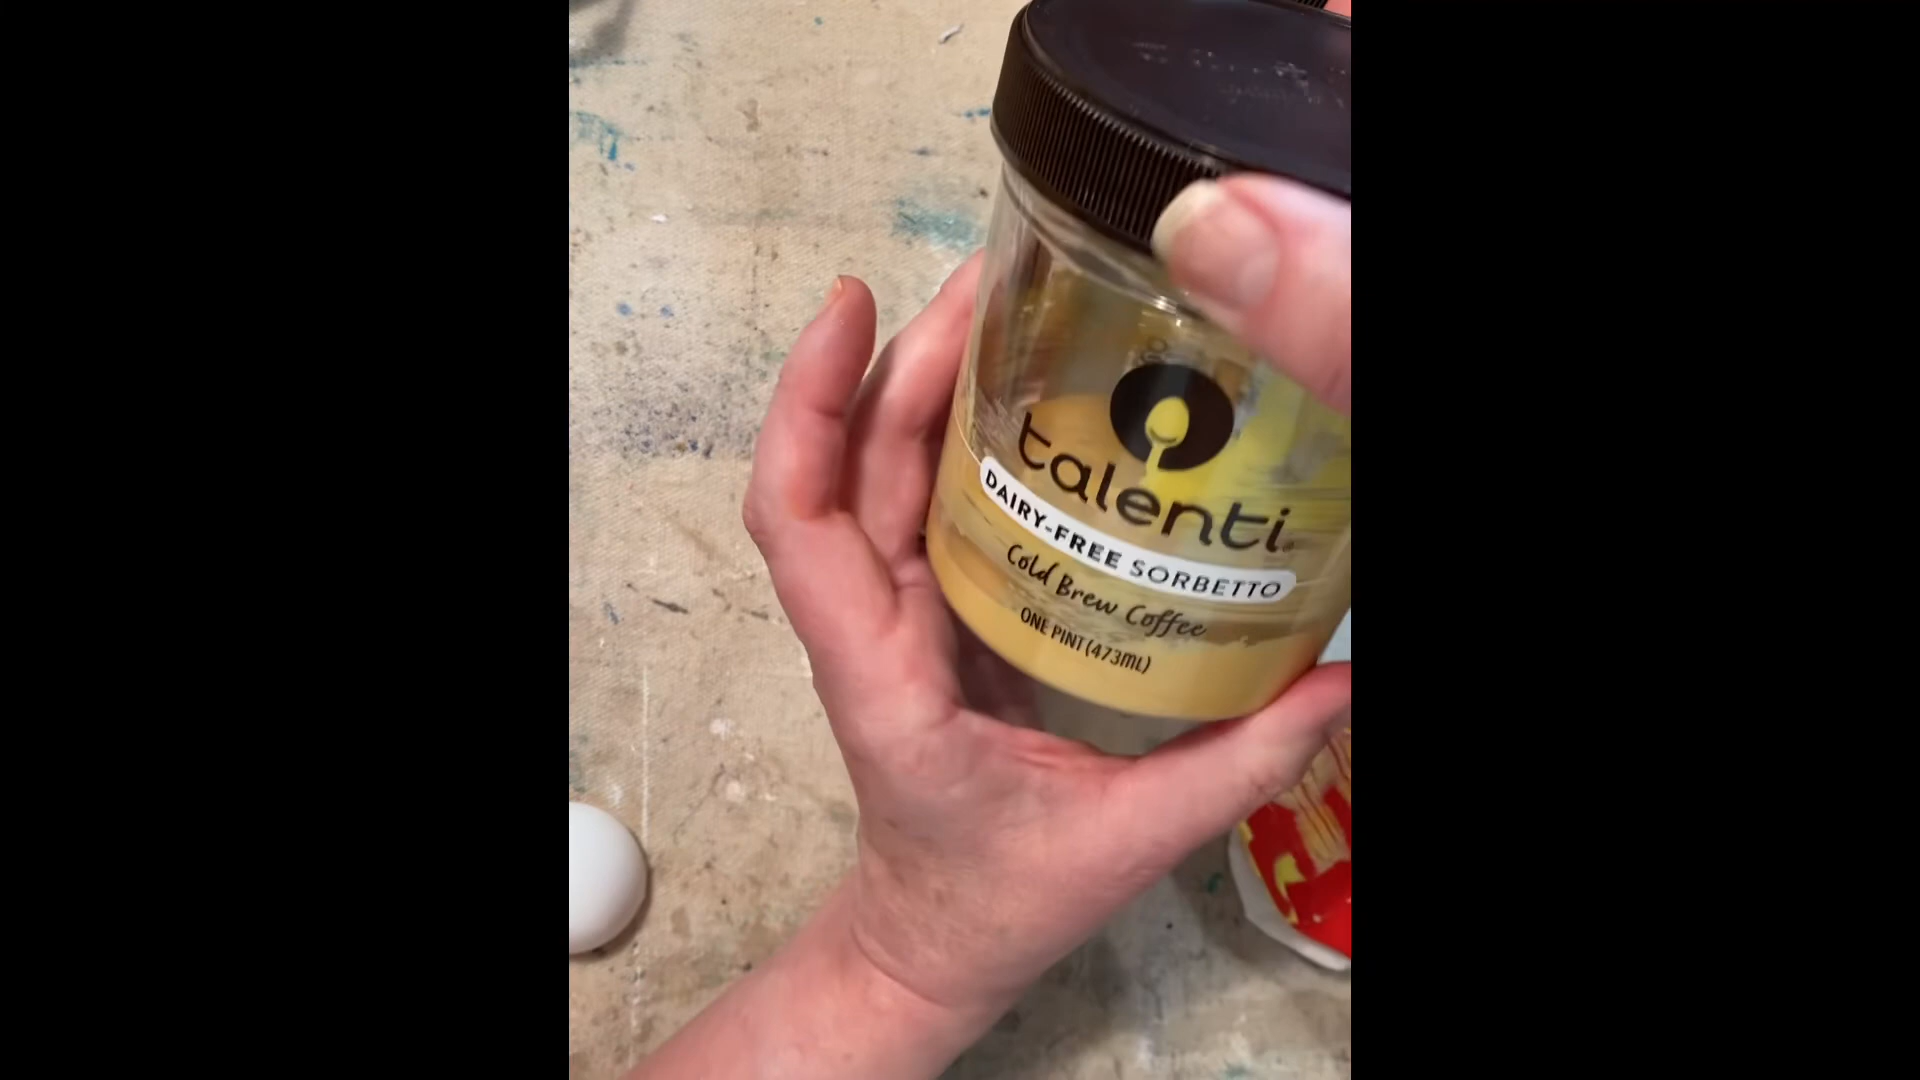 talenti
DAIRY-FREE SORBETTO
Cold Brew Coffee
ONE PINT (473mL)